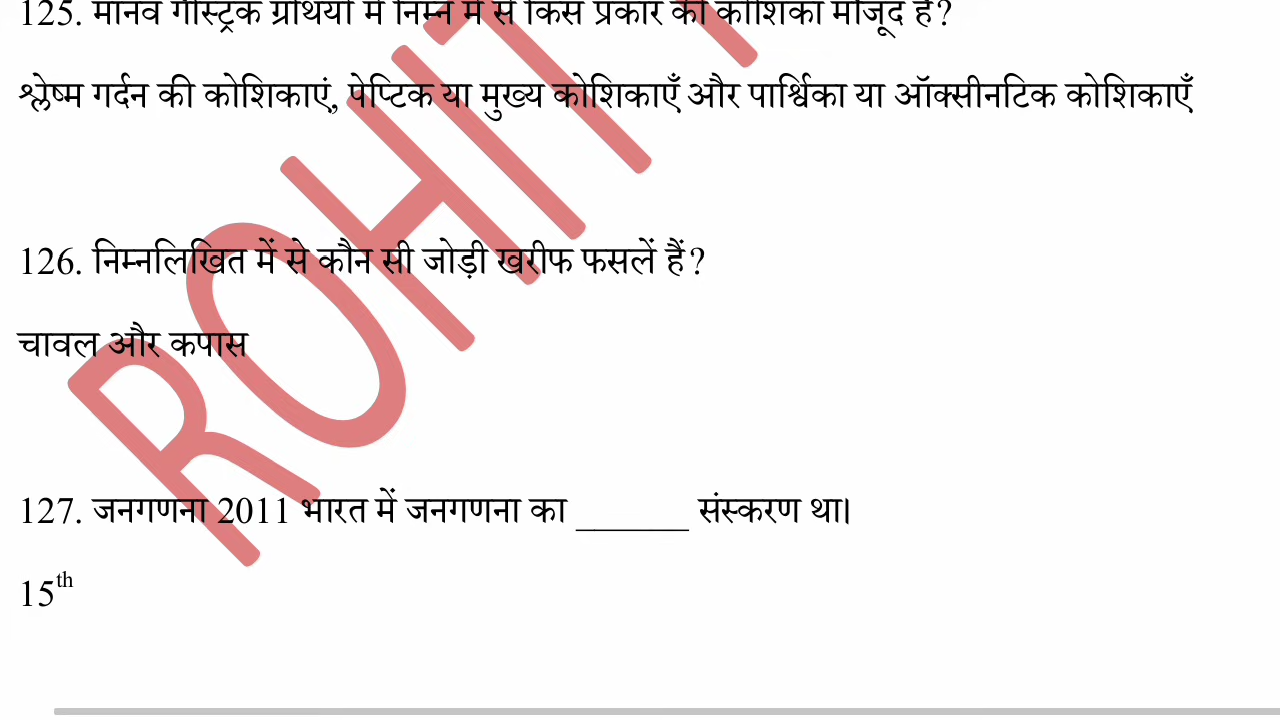 125. मानव गैस्ट्रिक ग्रंथियों में निम्न में से किस प्रकार की कोशिका मौजूद है?
श्लेष्म गर्दन की कोशिकाएं, पेप्टिक या मुख्य कोशिकाएँ और पार्श्विका या ऑक्सीनटिक कोशिकाएँ
126. निम्नलिखित में से कौन सी जोड़ी खरीफ फसलें हैं?
चावल और कपास
127. जनगणना 2011 भारत में जनगणना का ______ संस्करण था।
15th
ROHIT